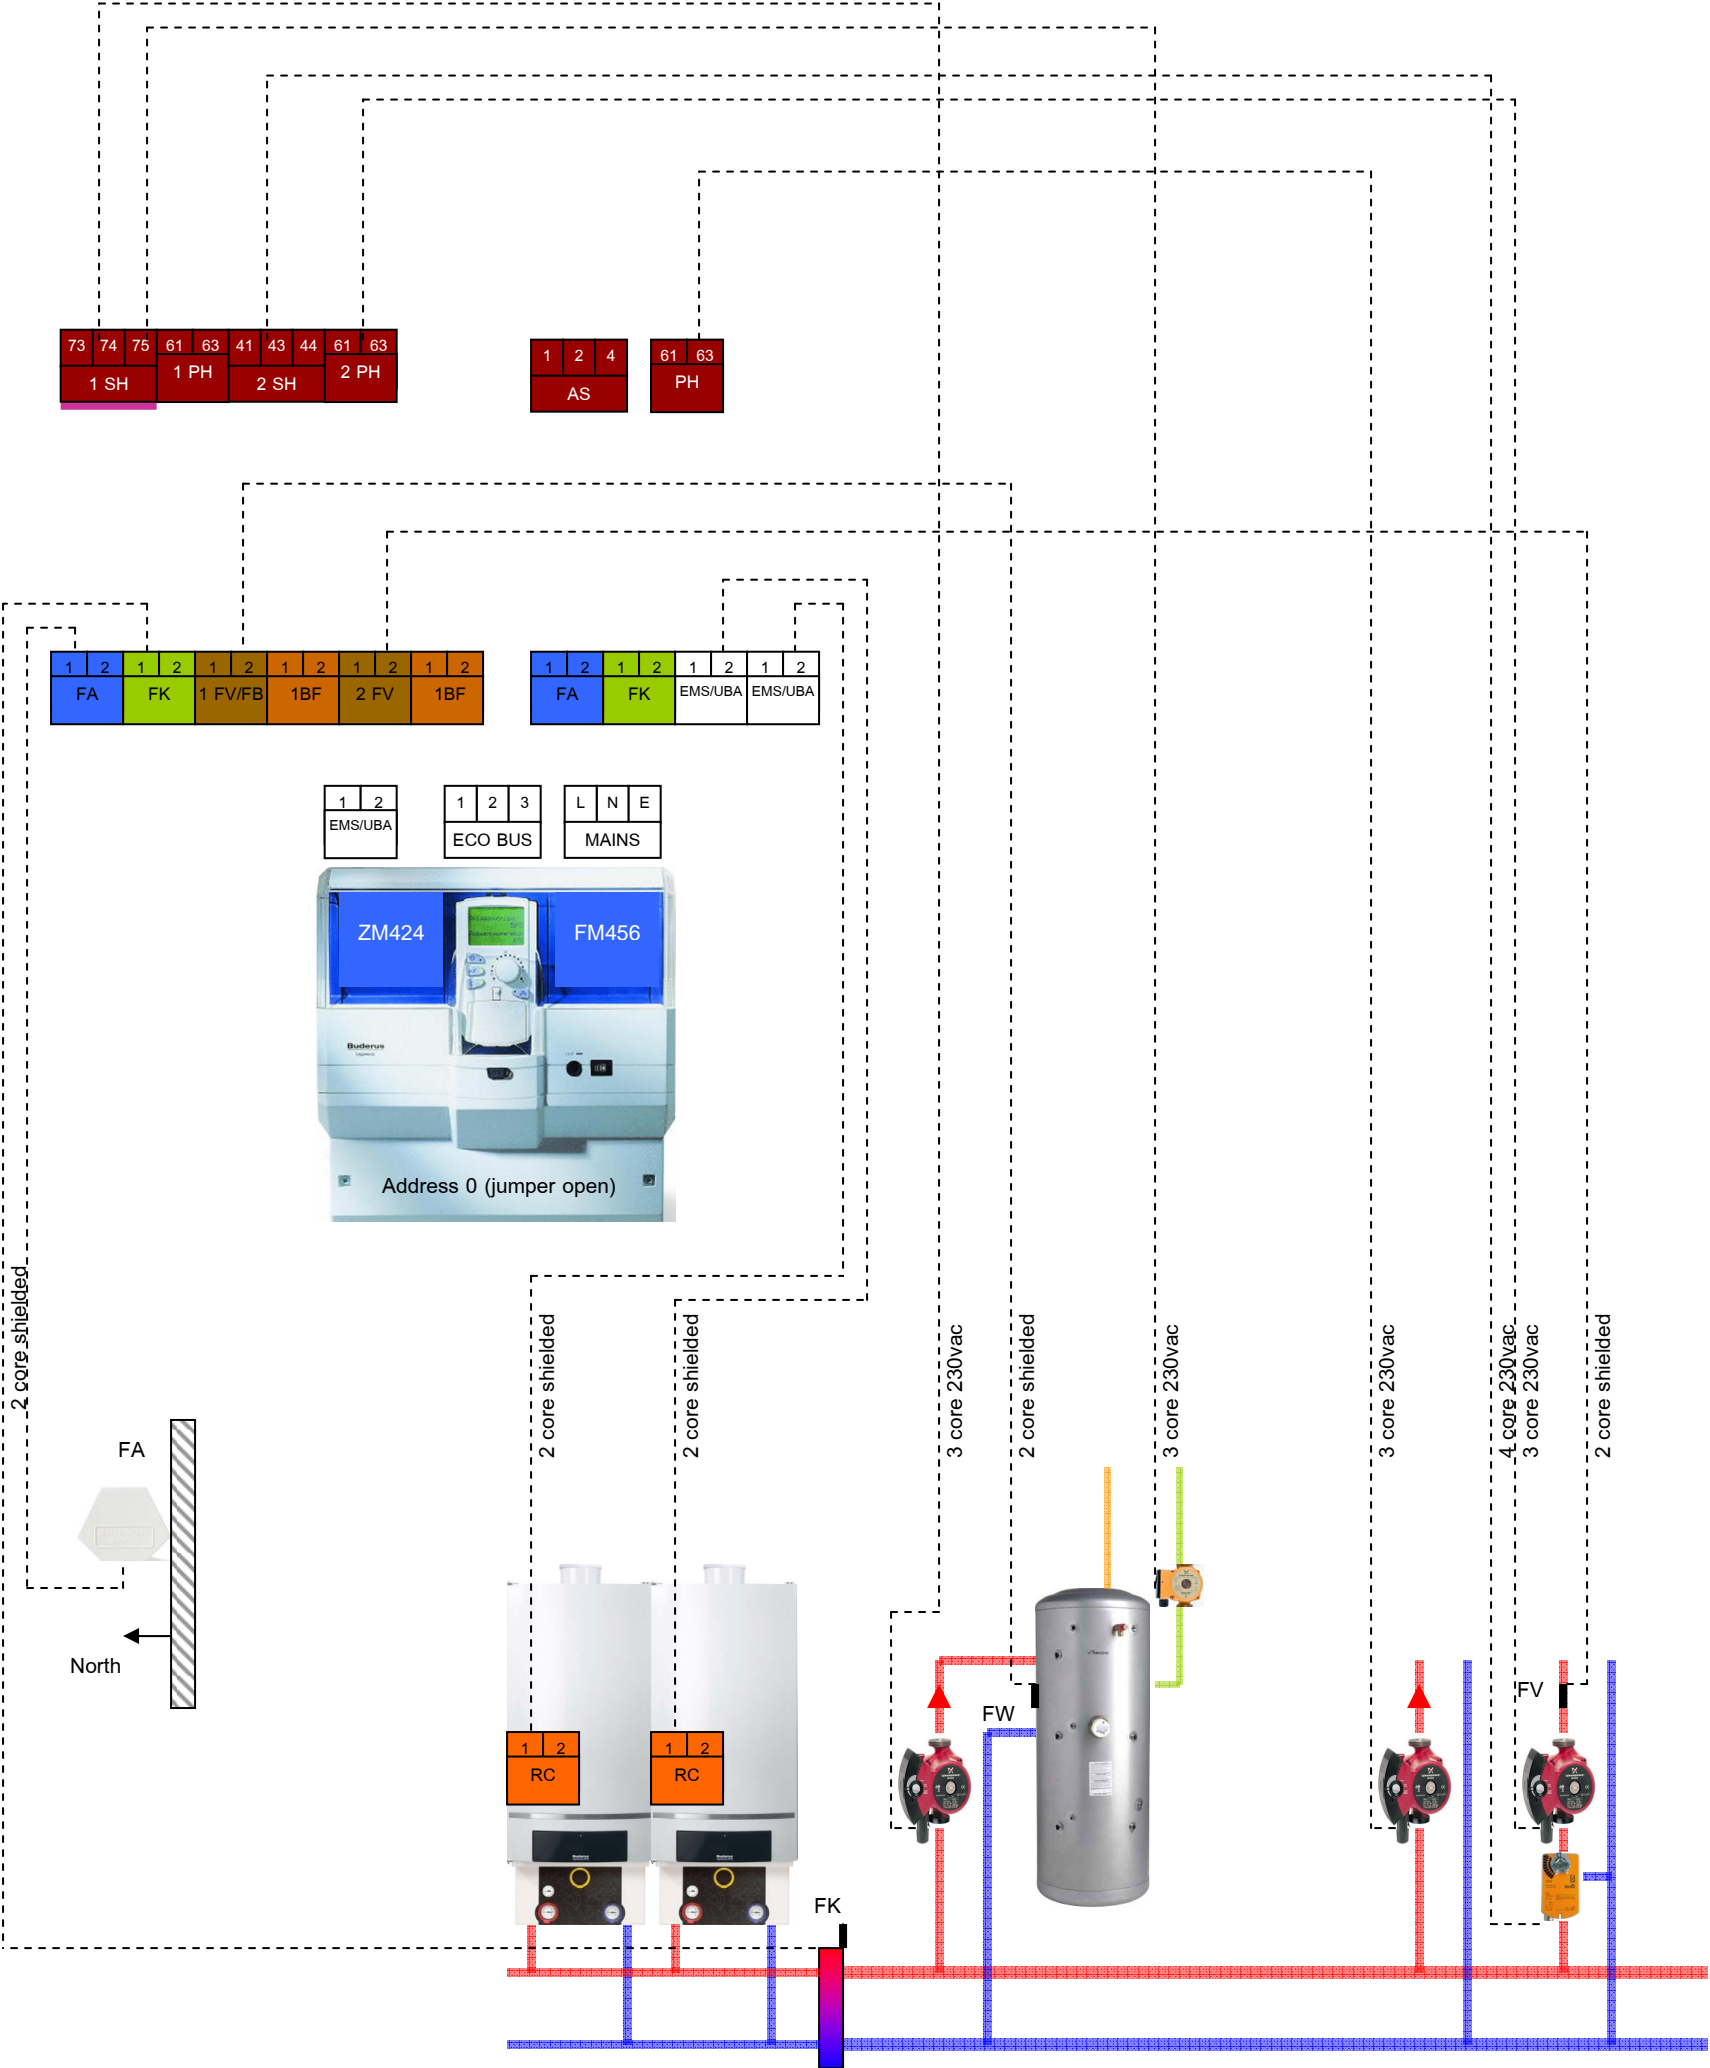 73 74 75 61 63 41 43 44 61 63
1 SH 1 PH 2 SH 2 PH
1 2 4
AS
61 63
PH
1 2 1 2 1 2 1 2 1 2 1 2
FA FK 1 FV/FB 1BF 2 FV 1BF
1 2 1 2 1 2 1 2
FA FK EMS/UBA EMS/UBA
1 2
EMS/UBA
1 2 3
ECO BUS
L N E
MAINS
ZM424
FM456
Buderus
Address 0 (jumper open)
2 core shielded
2 core shielded
2 core shielded
3 core 230vac
2 core shielded
3 core 230vac
3 core 230vac
4 core 230vac
3 core 230vac
2 core shielded
FA
North
FW
FV
1 2
RC
1 2
RC
Buderus
Buderus
FK